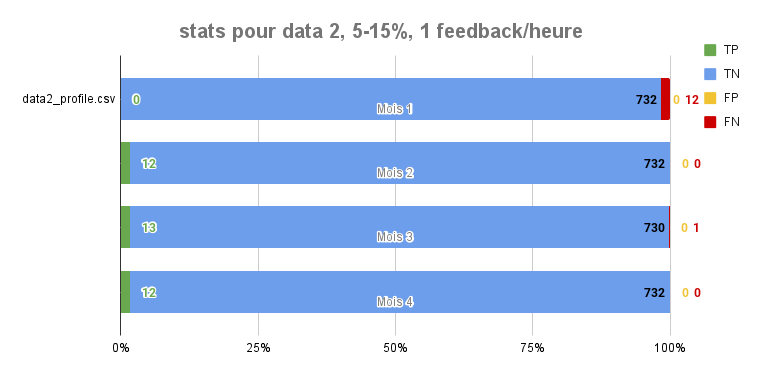 stats pour data 2, 5-15%, 1 feedback/heure
TP
TN
FP
FN
data2_profile.csv
0 732 0 12
Mois 1
12 732 0 0
Mois 2
13 730 0 1
Mois 3
12 732 0 0
Mois 4
0% 25% 50% 75% 100%